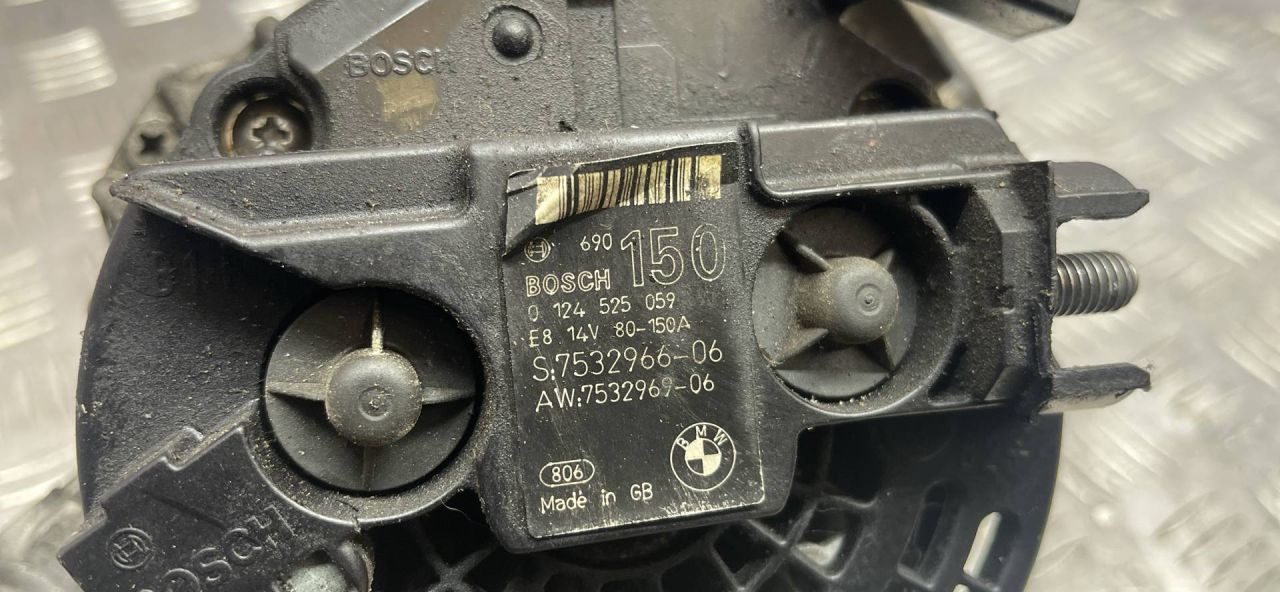 BOSCH
690 150
BOSCH
0 124 525 059
E8 14V 80-150A
S:7532966-06
AW:7532969-06
BMW
806
Made in GB
BOSCH